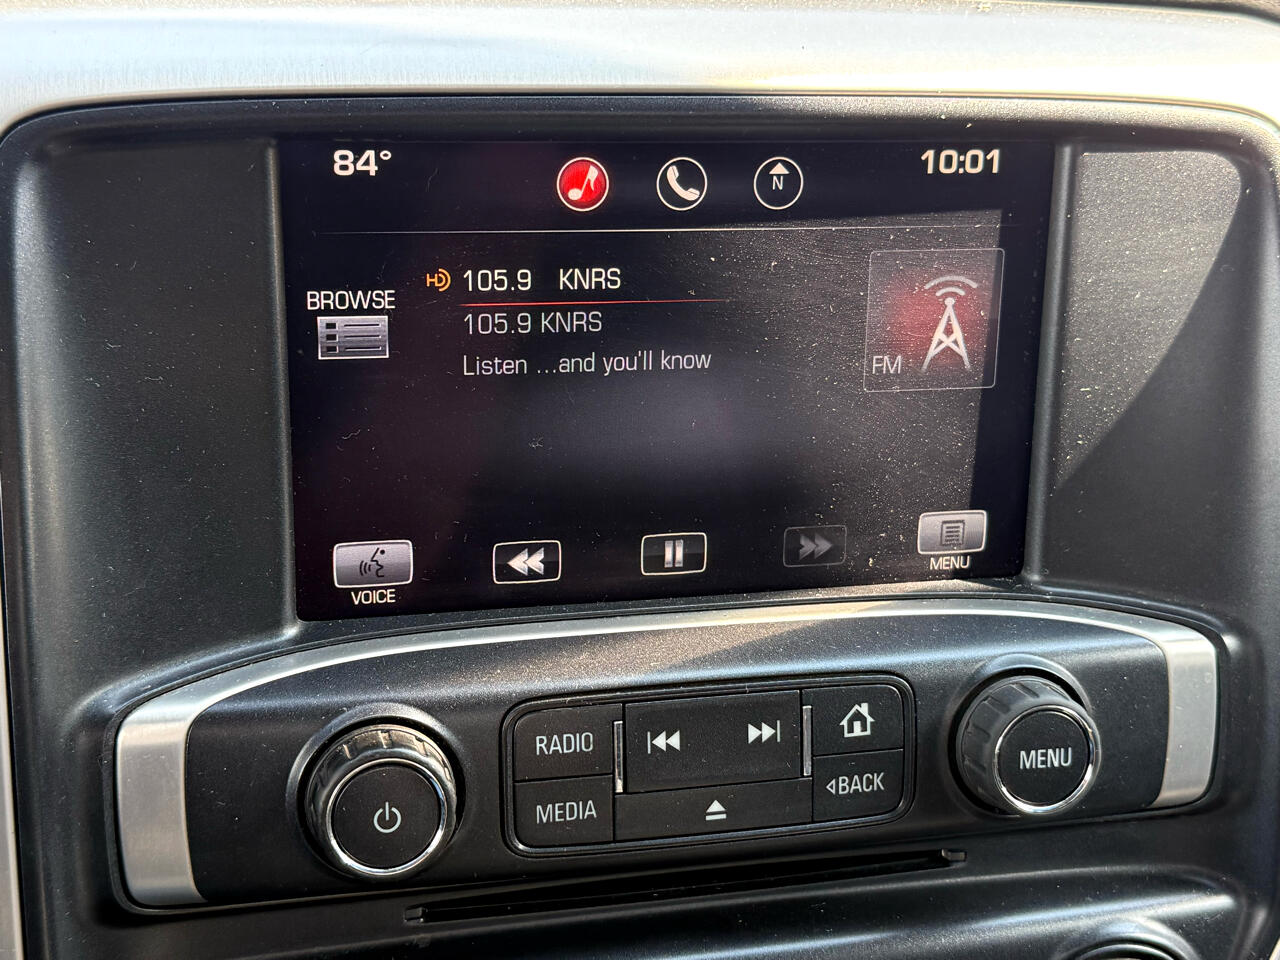 84°
N
10:01
BROWSE
HD 105.9 KNRS
105.9 KNRS
Listen ...and you'll know
FM
VOICE
MENU
RADIO
MEDIA
BACK
MENU